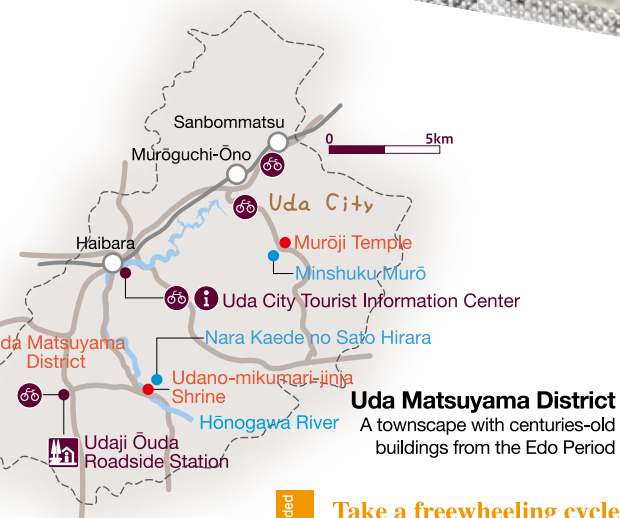 Sanbommatsu
0 5km
Murōguchi-Ōno
Uda City
Haibara
Murōji Temple
Minshuku Murō
Uda City Tourist Information Center
da Matsuyama
District
Nara Kaede no Sato Hirara
Udano-mikumari-jinja
Shrine
Hōnogawa River
Udaji Ōuda
Roadside Station
Uda Matsuyama District
A townscape with centuries-old
buildings from the Edo Period
ded
Take a freewheeling cycle